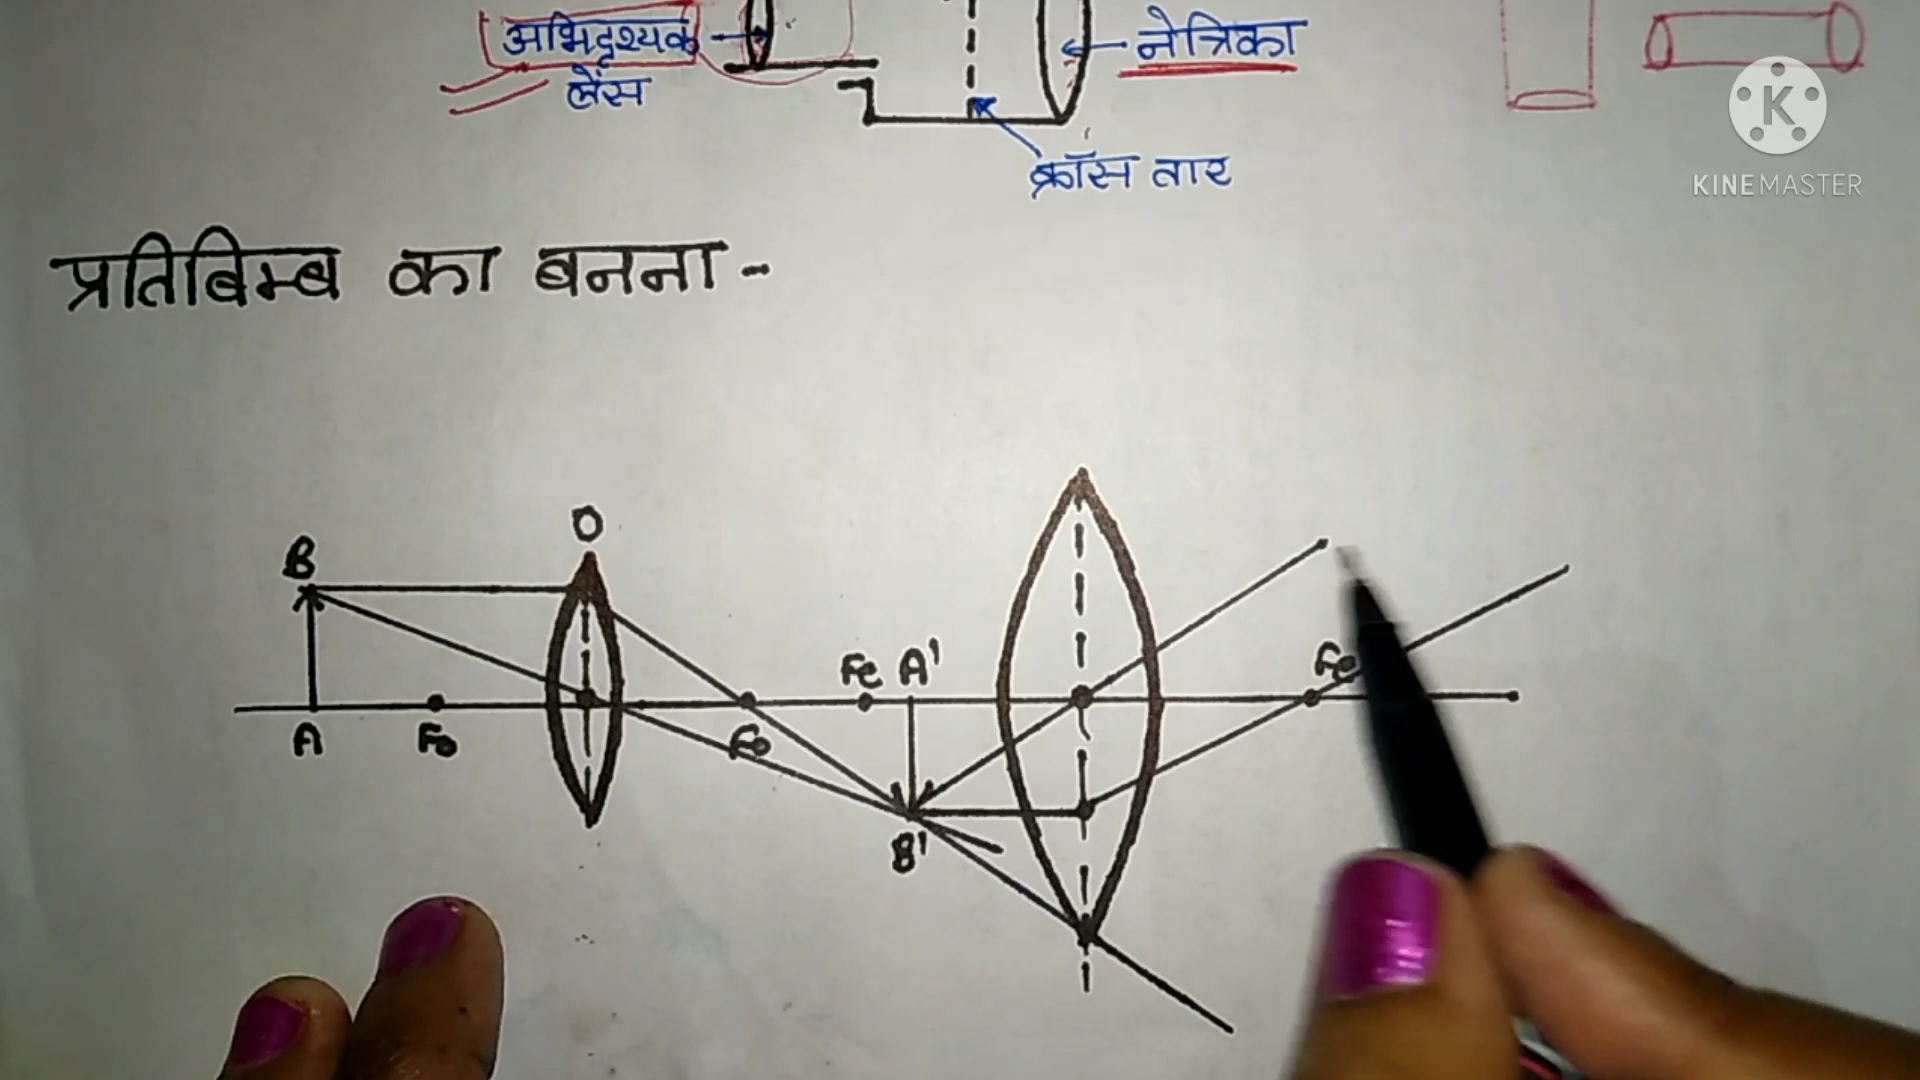 अभिदृश्यक
लेंस
नेत्रिका
क्रॉस तार
KINEMASTER
प्रतिबिम्ब का बनना -
O
B
Fe A'
Fe
A
Fo
Fo
B'